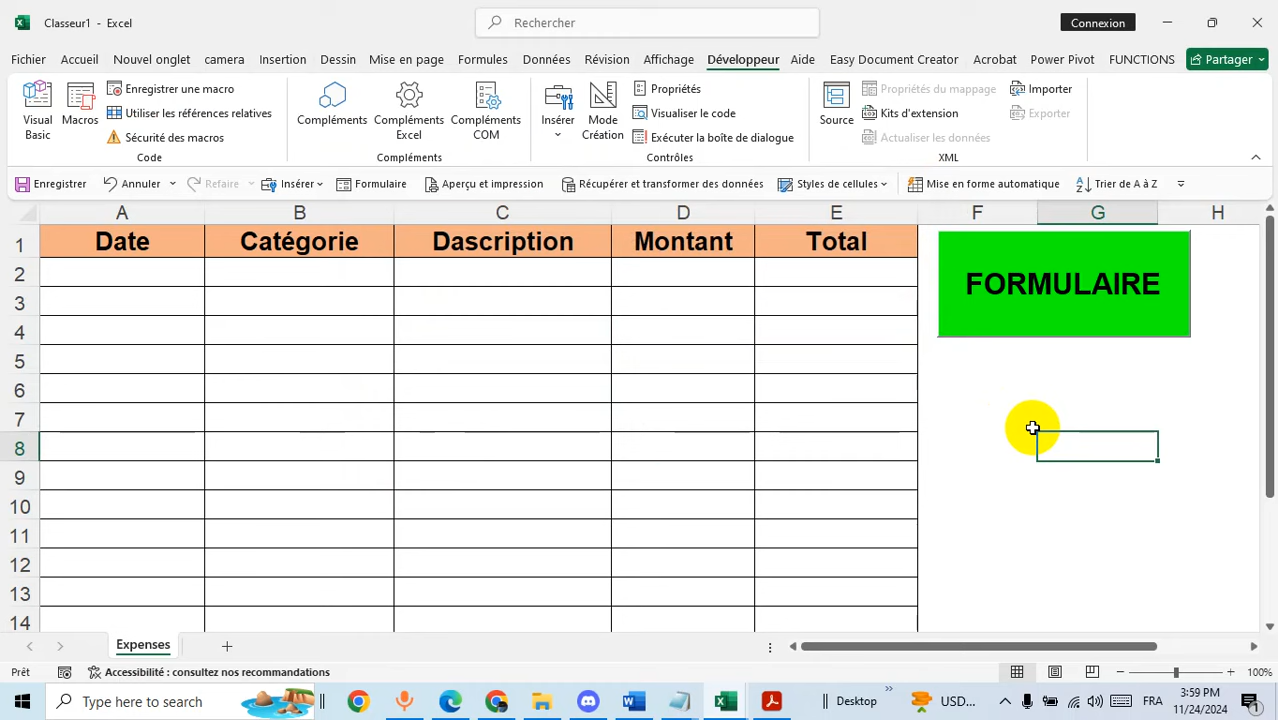 Classeur1 - Excel
Rechercher
Connexion
Fichier Accueil Nouvel onglet camera Insertion Dessin Mise en page Formules Données Révision Affichage Développeur Aide Easy Document Creator Acrobat Power Pivot FUNCTIONS Partager
Visual Basic
Macros
Enregistrer une macro
Utiliser les références relatives
Sécurité des macros
Code
Compléments
Compléments Excel
Compléments COM
Compléments
Insérer
Mode Création
Propriétés
Visualiser le code
Exécuter la boîte de dialogue
Contrôles
Source
Propriétés du mappage
Kits d'extension
Actualiser les données
Importer
Exporter
XML
Enregistrer Annuler Refaire Insérer Formulaire Aperçu et impression Récupérer et transformer des données Styles de cellules Mise en forme automatique Trier de A à Z
A B C D E F G H
1 Date Catégorie Dascription Montant Total
FORMULAIRE
2
3
4
5
6
7
8
9
10
11
12
13
14
Expenses
Prêt Accessibilité : consultez nos recommandations 100%
Type here to search
Desktop
USD...
FRA
3:59 PM
11/24/2024
1